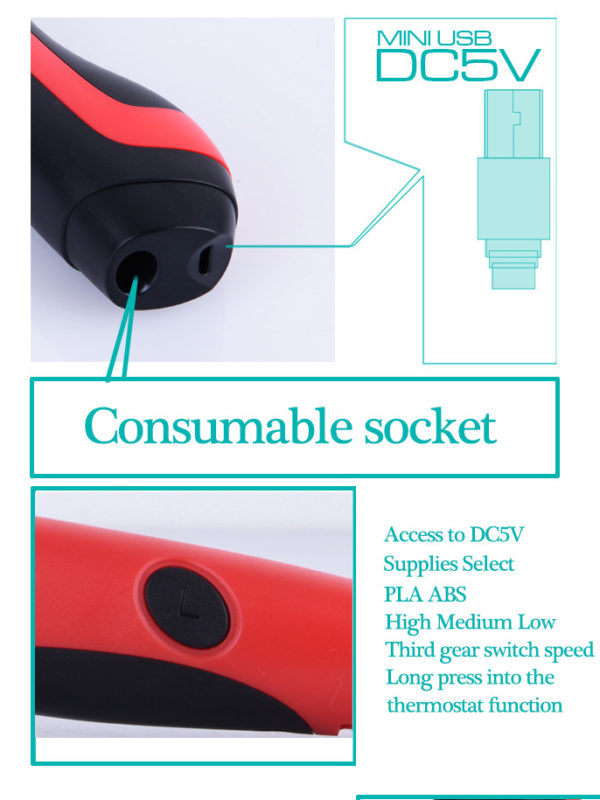 MINI USB
DC5V
Consumable socket
Access to DC5V
Supplies Select
PLA ABS
High Medium Low
Third gear switch speed
Long press into the
thermostat function